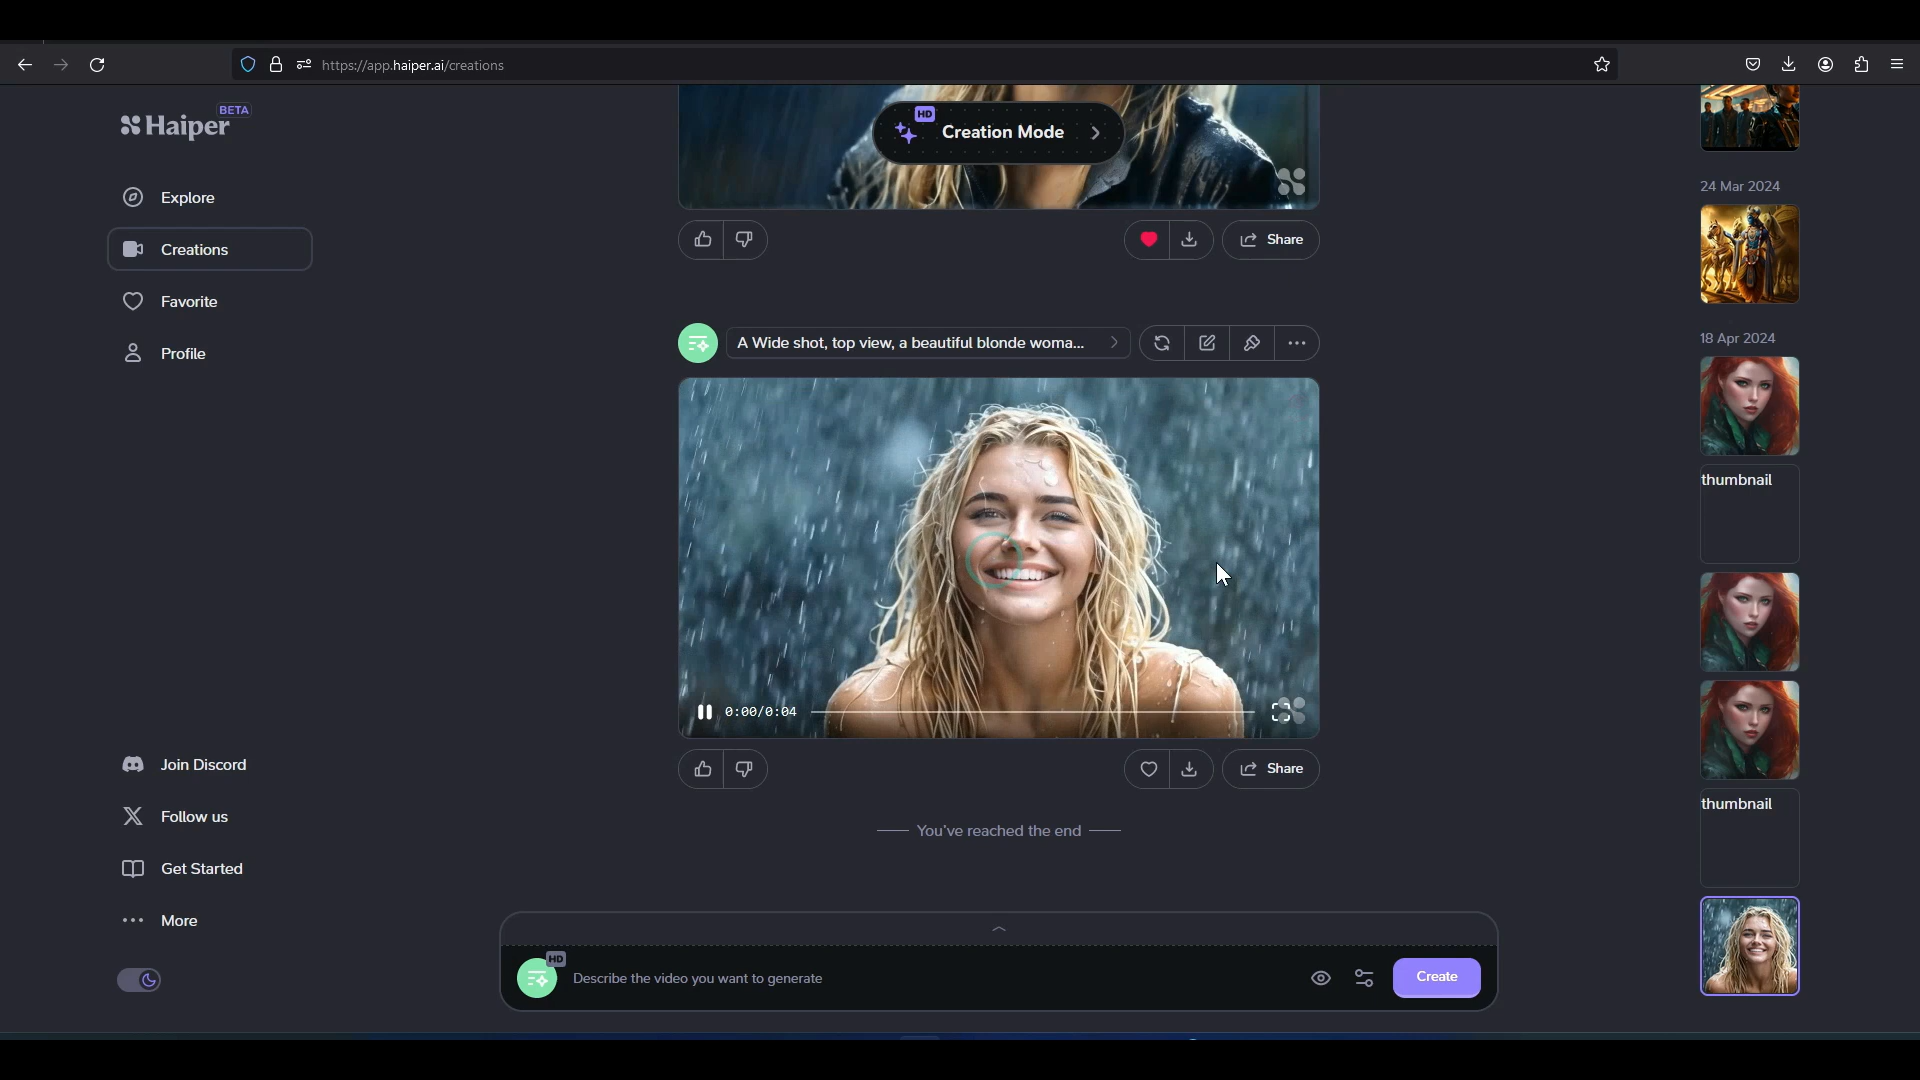 https://app.haiper.ai/creations
Haiper
BETA
Explore
Creations
Favorite
Profile
Join Discord
Follow us
Get Started
More
HD
Creation Mode
Share
A Wide shot, top view, a beautiful blonde woma...
0:00/0:04
Share
You've reached the end
HD
Describe the video you want to generate
Create
24 Mar 2024
18 Apr 2024
thumbnail
thumbnail